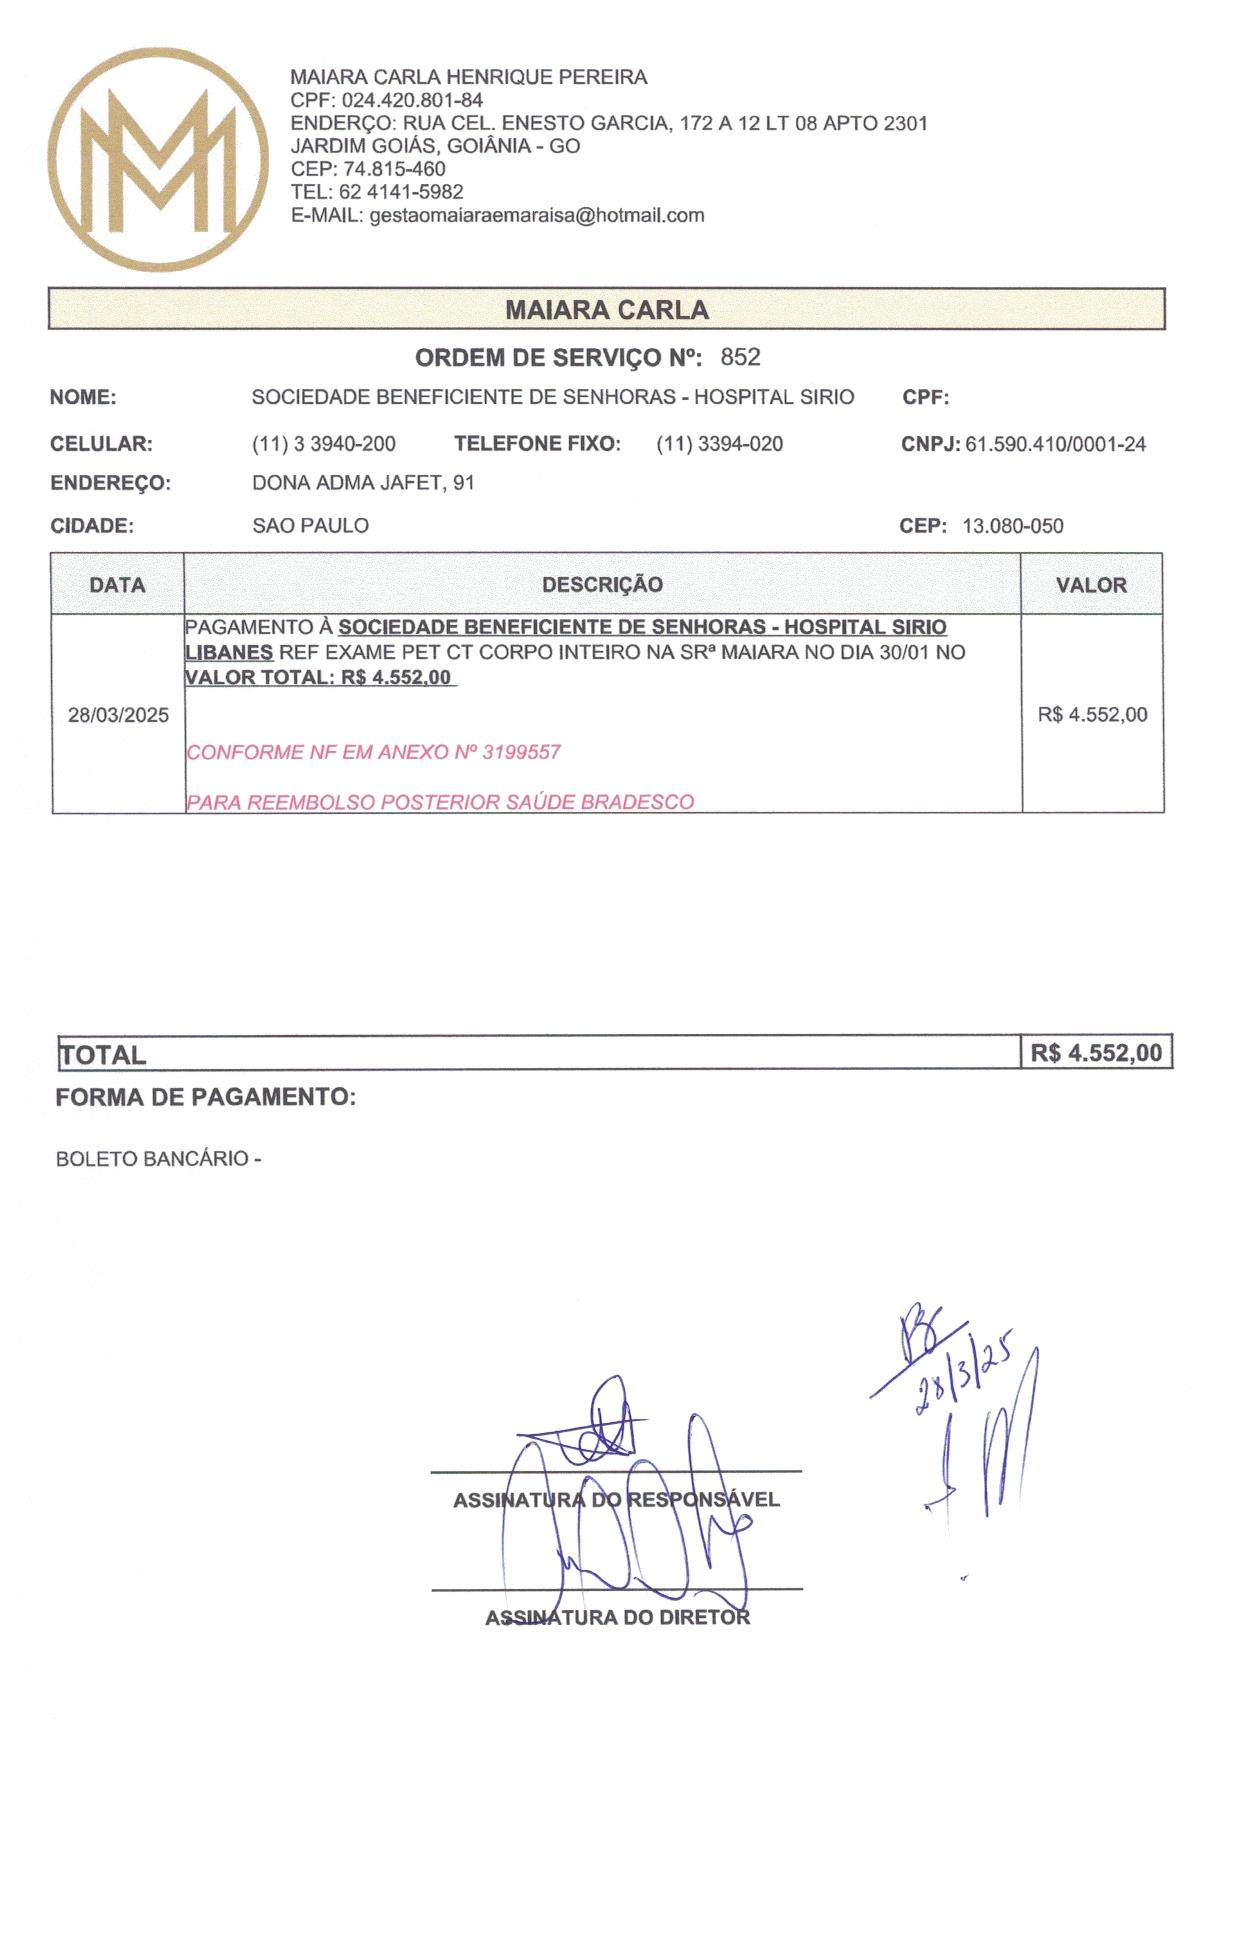 MAIARA CARLA HENRIQUE PEREIRA
CPF: 024.420.801-84
ENDERÇO: RUA CEL. ENESTO GARCIA, 172 A 12 LT 08 APTO 2301
JARDIM GOIÁS, GOIÂNIA - GO
CEP: 74.815-460
TEL: 62 4141-5982
E-MAIL: gestaomaiaraemaraisa@hotmail.com
MAIARA CARLA
ORDEM DE SERVIÇO Nº: 852
NOME: SOCIEDADE BENEFICIENTE DE SENHORAS - HOSPITAL SIRIO CPF:
CELULAR: (11) 3 3940-200 TELEFONE FIXO: (11) 3394-020 CNPJ: 61.590.410/0001-24
ENDEREÇO: DONA ADMA JAFET, 91
CIDADE: SAO PAULO CEP: 13.080-050
DATA DESCRIÇÃO VALOR
PAGAMENTO À SOCIEDADE BENEFICIENTE DE SENHORAS - HOSPITAL SIRIO
LIBANES REF EXAME PET CT CORPO INTEIRO NA SRª MAIARA NO DIA 30/01 NO
VALOR TOTAL: R$ 4.552,00
28/03/2025 R$ 4.552,00
CONFORME NF EM ANEXO Nº 3199557
PARA REEMBOLSO POSTERIOR SAÚDE BRADESCO
TOTAL R$ 4.552,00
FORMA DE PAGAMENTO:
BOLETO BANCÁRIO -
28/3/25
ASSINATURA DO RESPONSÁVEL
ASSINATURA DO DIRETOR